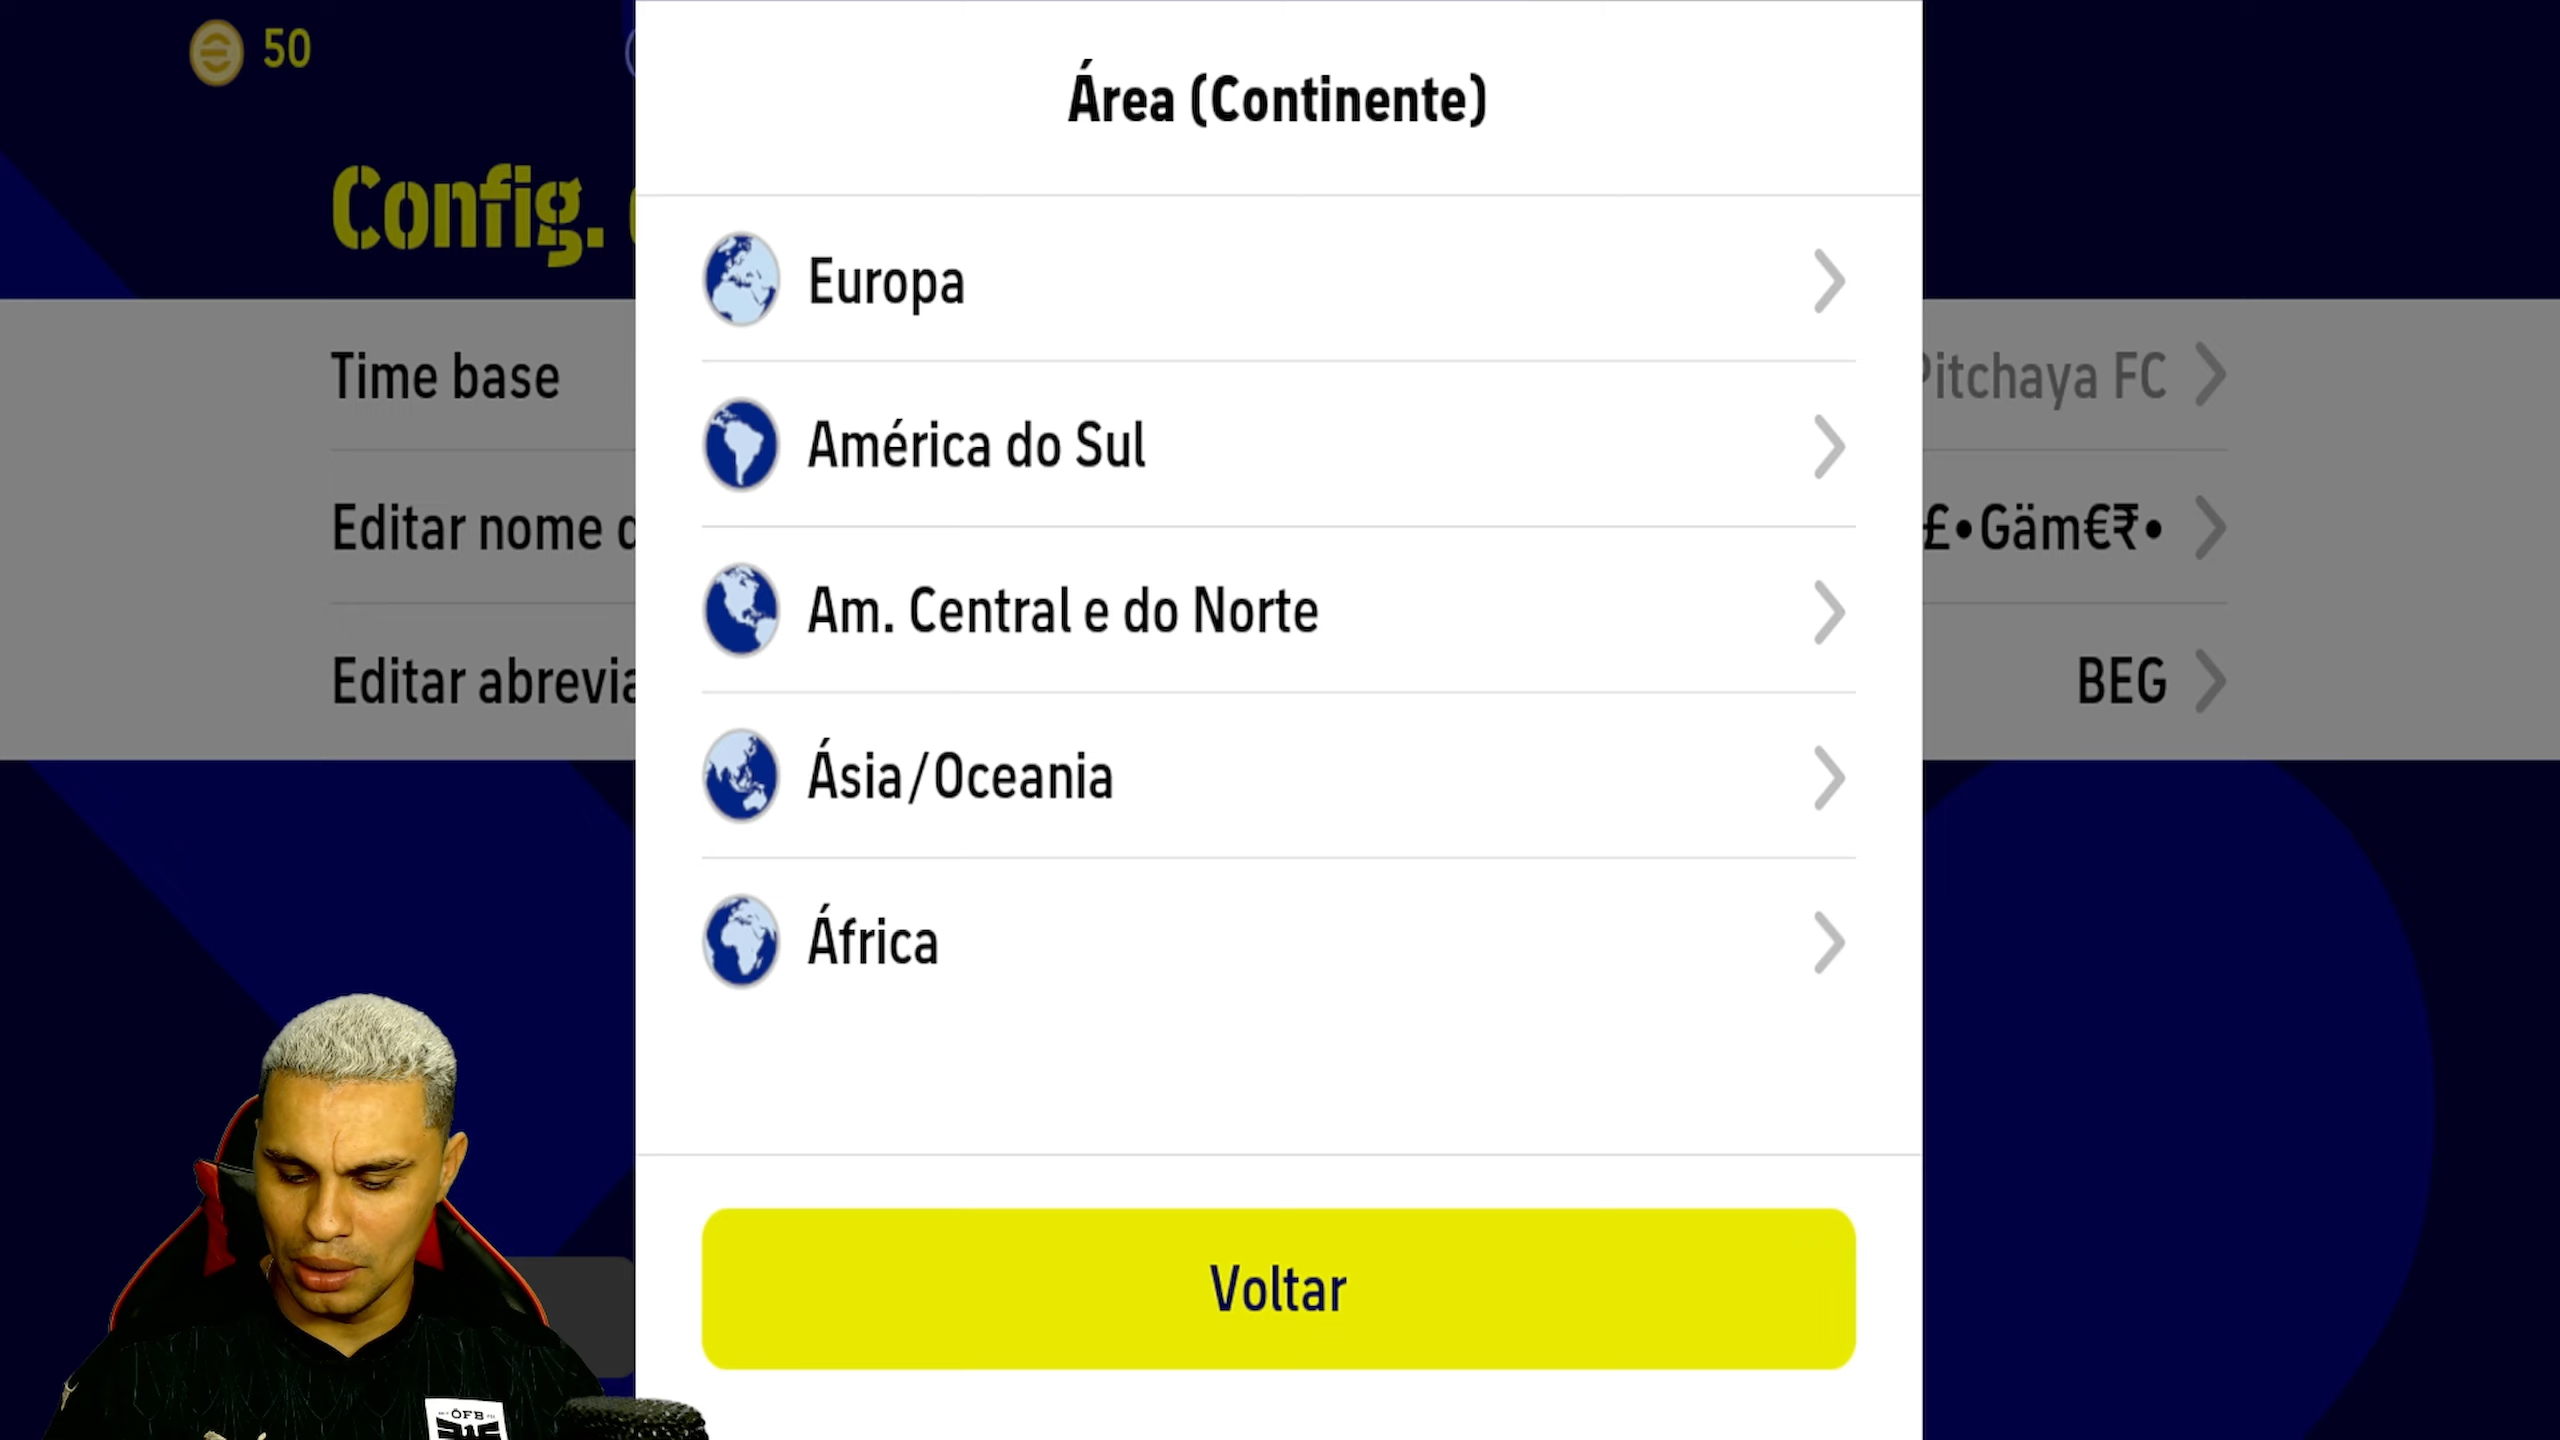 50
Config.
Área (Continente)
Europa
América do Sul
Am. Central e do Norte
Ásia/Oceania
África
Voltar
Time base
Pitchaya FC
Editar nome
£•Gäm€₹•
Editar
BEG
ÖFB